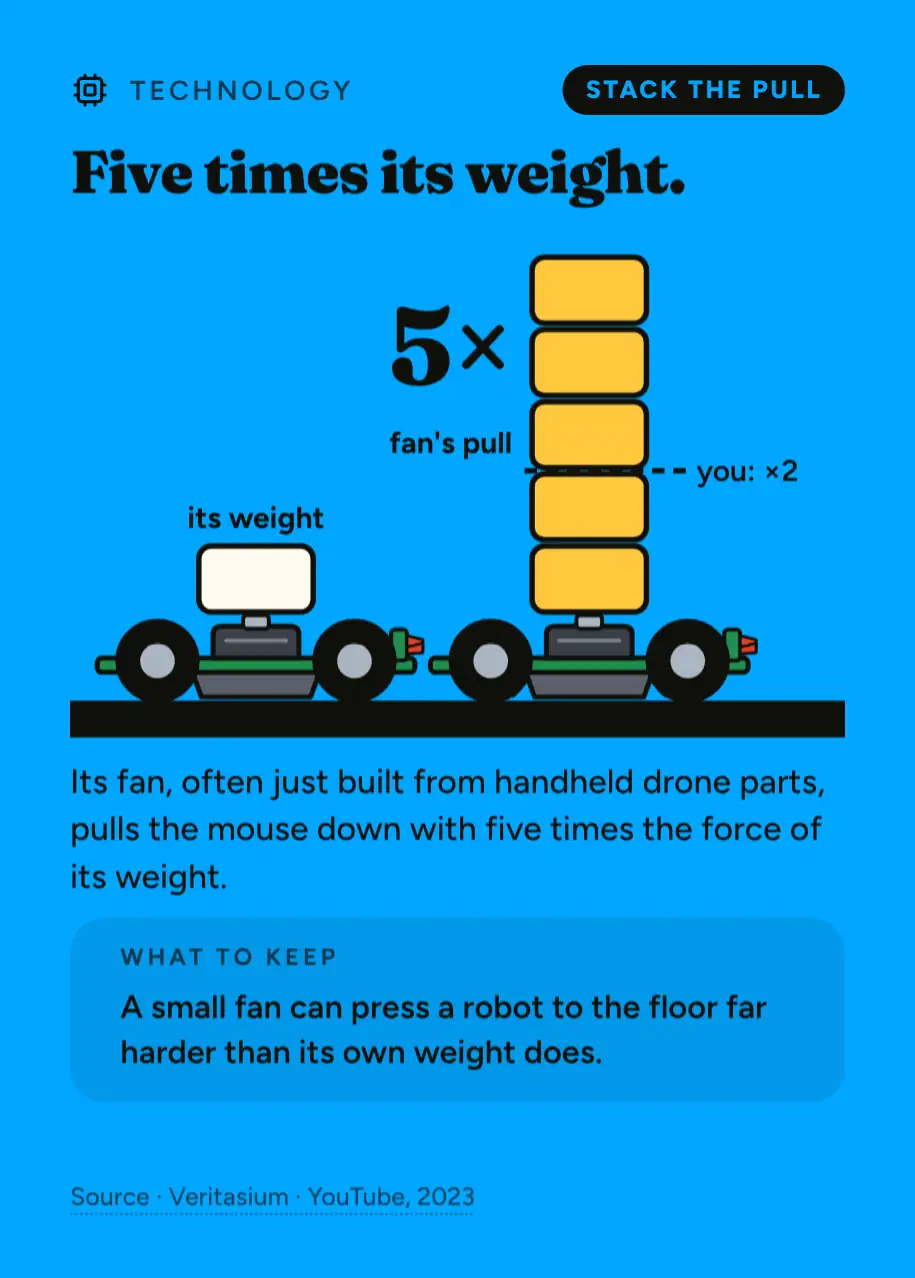 TECHNOLOGY
STACK THE PULL
Five times its weight.
5×
fan's pull
you: ×2
its weight
Its fan, often just built from handheld drone parts,
pulls the mouse down with five times the force of
its weight.
WHAT TO KEEP
A small fan can press a robot to the floor far
harder than its own weight does.
Source · Veritasium · YouTube, 2023